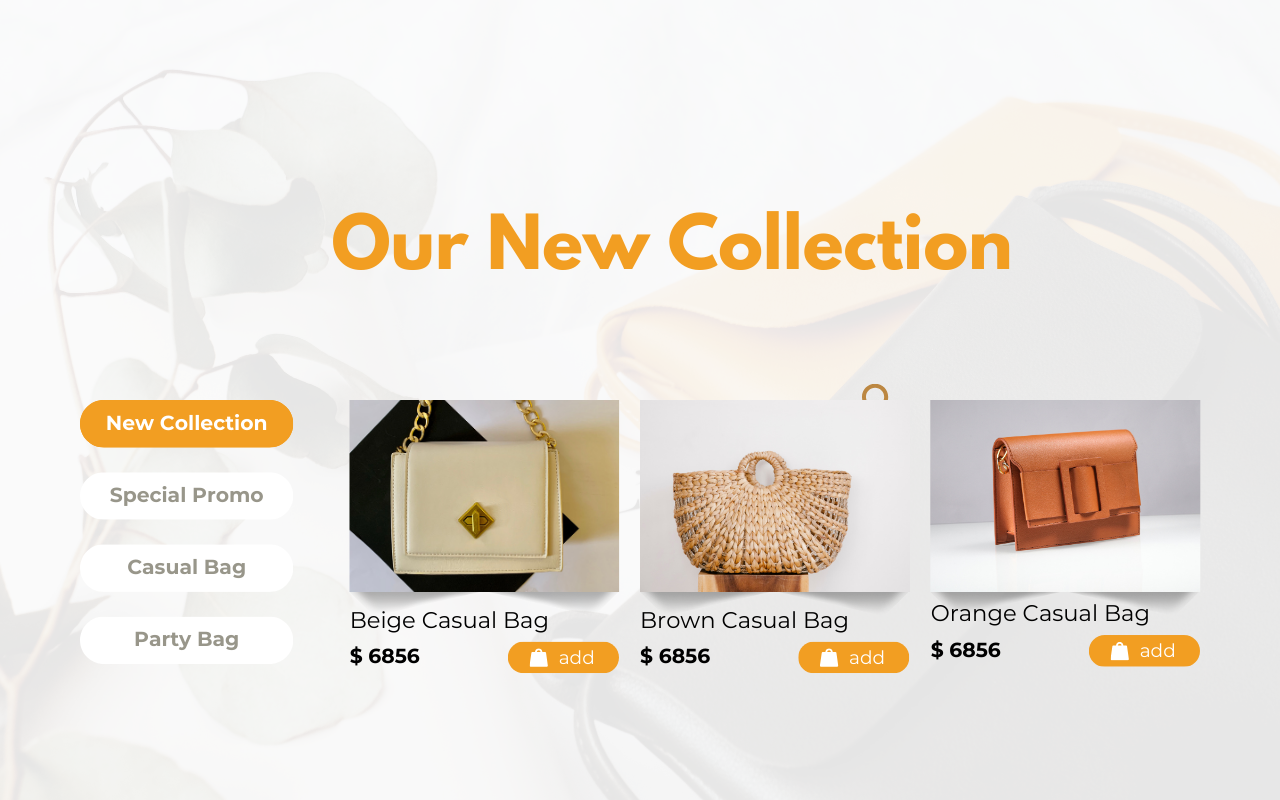 Our New Collection
New Collection
Special Promo
Casual Bag
Party Bag
Beige Casual Bag
$ 6856
add
Brown Casual Bag
$ 6856
add
Orange Casual Bag
$ 6856
add